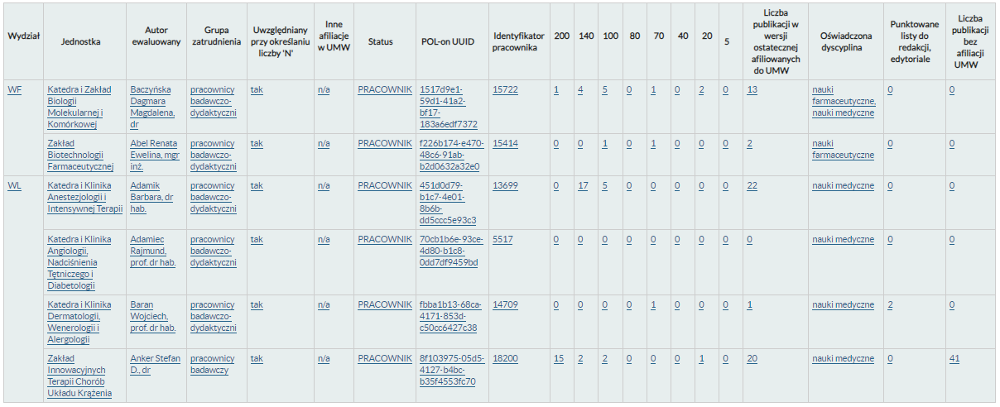 Wydział
Jednostka
Autor
ewaluowany
Grupa
zatrudnienia
Uwzględniany
przy określaniu
liczby 'N'
Inne
afiliacje
w UMW
Status
POL-on UUID
Identyfikator
pracownika
200
140
100
80
70
40
20
5
Liczba
publikacji w
wersji
ostatecznej
afiliowanych
do UMW
Oświadczona
dyscyplina
Punktowane
listy do
redakcji,
edytoriale
Liczba
publikacji
bez
afiliacji
UMW
WF
Katedra i Zakład
Biologii
Molekularnej i
Komórkowej
Baczyńska
Dagmara
Magdalena,
dr
pracownicy
badawczo-
dydaktyczni
tak
n/a
PRACOWNIK
1517d9e1-
59d1-41a2-
bf17-
183a6edf7372
15722
1
4
5
0
1
0
2
0
13
nauki
farmaceutyczne,
nauki medyczne
0
0
Zakład
Biotechnologii
Farmaceutycznej
Abel Renata
Ewelina, mgr
inż.
pracownicy
badawczo-
dydaktyczni
tak
n/a
PRACOWNIK
f226b174-e470-
48c6-91ab-
b2d0632a32e0
15414
0
0
1
0
1
0
0
0
2
nauki
farmaceutyczne
0
0
WL
Katedra i Klinika
Anestezjologii i
Intensywnej Terapii
Adamik
Barbara, dr
hab.
pracownicy
badawczo-
dydaktyczni
tak
n/a
PRACOWNIK
451d0d79-
b1c7-4e01-
8b6b-
dd5ccc5e93c3
13699
0
17
5
0
0
0
0
0
22
nauki medyczne
0
0
Katedra i Klinika
Angiologii,
Nadciśnienia
Tętniczego i
Diabetologii
Adamiec
Rajmund,
prof. dr hab.
pracownicy
badawczo-
dydaktyczni
tak
n/a
PRACOWNIK
70cb1b6e-93ce-
4d80-b1c8-
0dd7df9459bd
5517
0
0
0
0
0
0
0
0
0
nauki medyczne
0
0
Katedra i Klinika
Dermatologii,
Wenerologii i
Alergologii
Baran
Wojciech,
prof. dr hab.
pracownicy
badawczo-
dydaktyczni
tak
n/a
PRACOWNIK
fbba1b13-68ca-
4171-853d-
c50cc6427c38
14709
0
0
0
0
1
0
0
0
1
nauki medyczne
2
0
Zakład
Innowacyjnych
Terapii Chorób
Układu Krążenia
Anker Stefan
D., dr
pracownicy
badawczy
tak
n/a
PRACOWNIK
8f103975-05d5-
4127-b4bc-
b35f4553fc70
18200
15
2
2
0
0
0
1
0
20
nauki medyczne
0
41